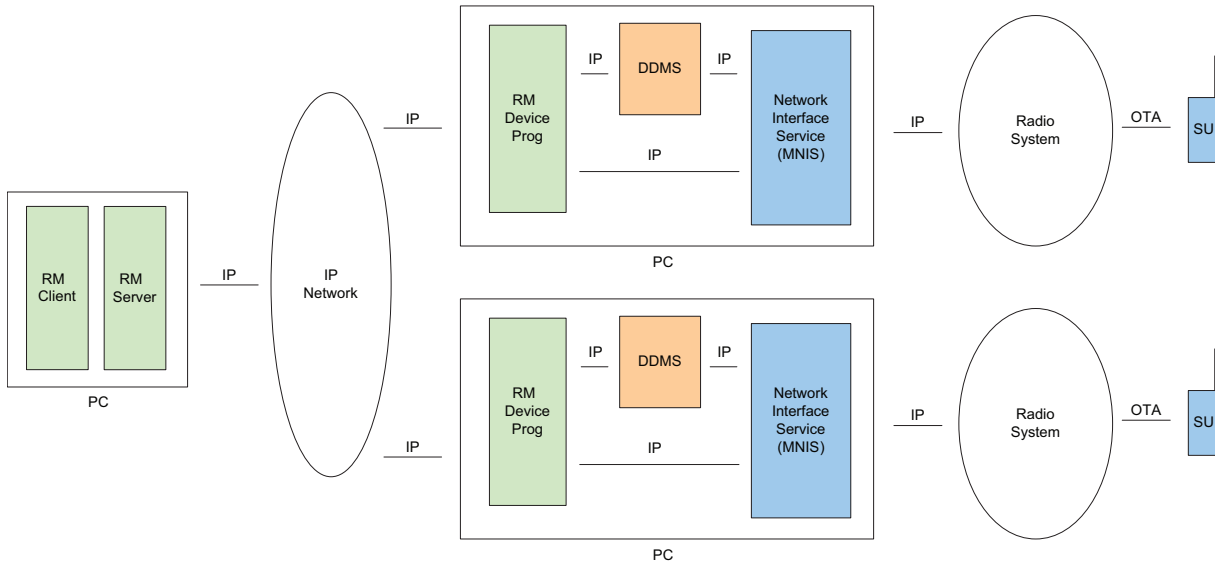 RM
Client
RM
Server
PC
IP
IP
Network
IP
RM
Device
Prog
IP
DDMS
IP
IP
Network
Interface
Service
(MNIS)
PC
IP
Radio
System
OTA
SU
IP
RM
Device
Prog
IP
DDMS
IP
IP
Network
Interface
Service
(MNIS)
PC
IP
Radio
System
OTA
SU